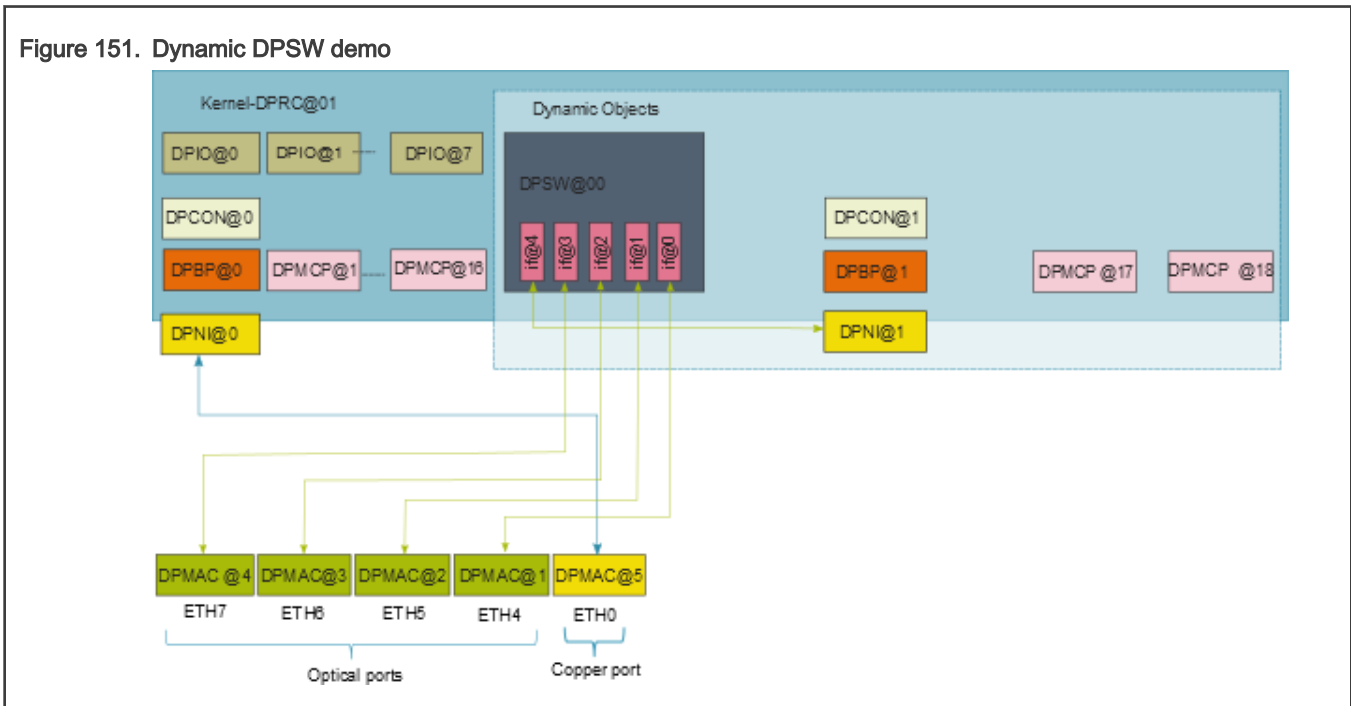 Figure 151. Dynamic DPSW demo
Kernel-DPRC@01
Dynamic Objects
DPIO@0 DPIO@1 DPIO@7
DPSW@00
DPCON@0 DPCON@1
if@4 if@3 if@2 if@1 if@0
DPBP@0 DPMCP@1 DPMCP@16 DPBP@1 DPMCP @17 DPMCP @18
DPNI@0 DPNI@1
DPMAC @4 DPMAC@3 DPMAC@2 DPMAC@1 DPMAC@5
ETH7 ETH6 ETH5 ETH4 ETH0
Optical ports Copper port